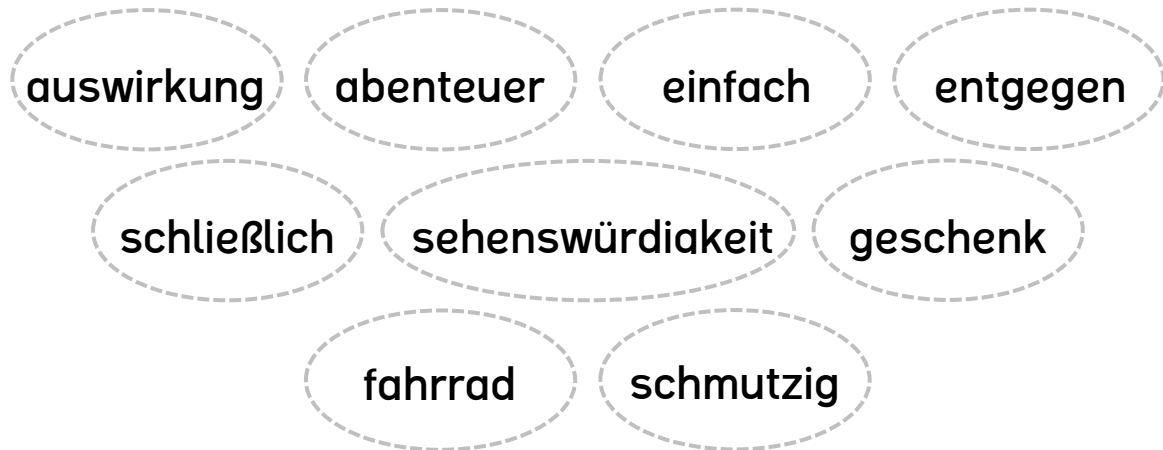 auswirkung abenteuer einfach entgegen
schließlich sehenswürdigkeit geschenk
fahrrad schmutzig